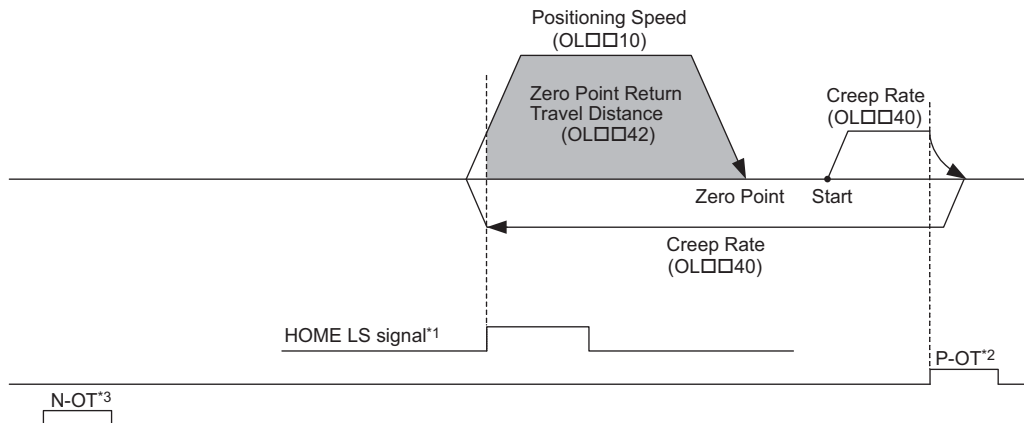 Positioning Speed
(OL□□10)
Zero Point Return
Travel Distance
(OL□□42)
Creep Rate
(OL□□40)
Zero Point
Start
Creep Rate
(OL□□40)
HOME LS signal*1
P-OT*2
N-OT*3